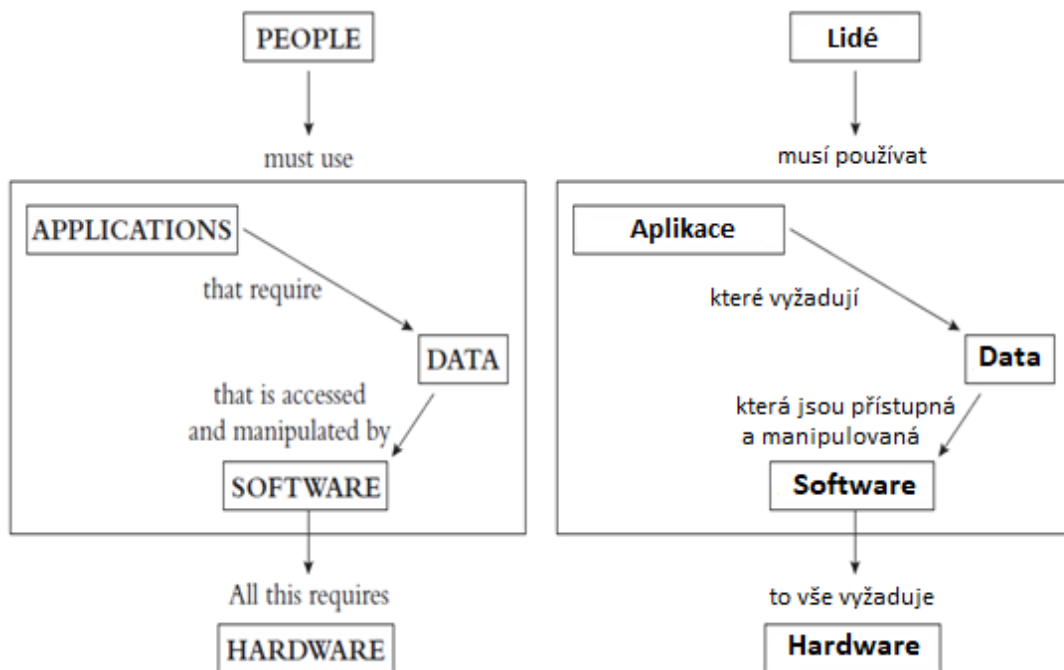 PEOPLE
must use
APPLICATIONS
that require
DATA
that is accessed
and manipulated by
SOFTWARE
All this requires
HARDWARE
Lidé
musí používat
Aplikace
které vyžadují
Data
která jsou přístupná
a manipulovaná
Software
to vše vyžaduje
Hardware